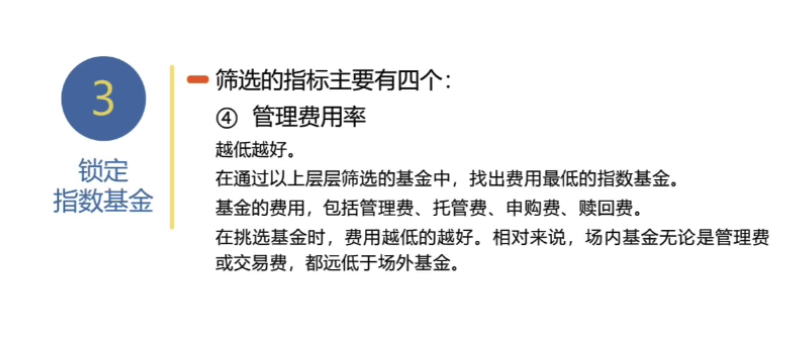 3
锁定
指数基金
筛选的指标主要有四个：
④ 管理费用率
越低越好。
在通过以上层层筛选的基金中，找出费用最低的指数基金。
基金的费用，包括管理费、托管费、申购费、赎回费。
在挑选基金时，费用越低的越好。相对来说，场内基金无论是管理费
或交易费，都远低于场外基金。